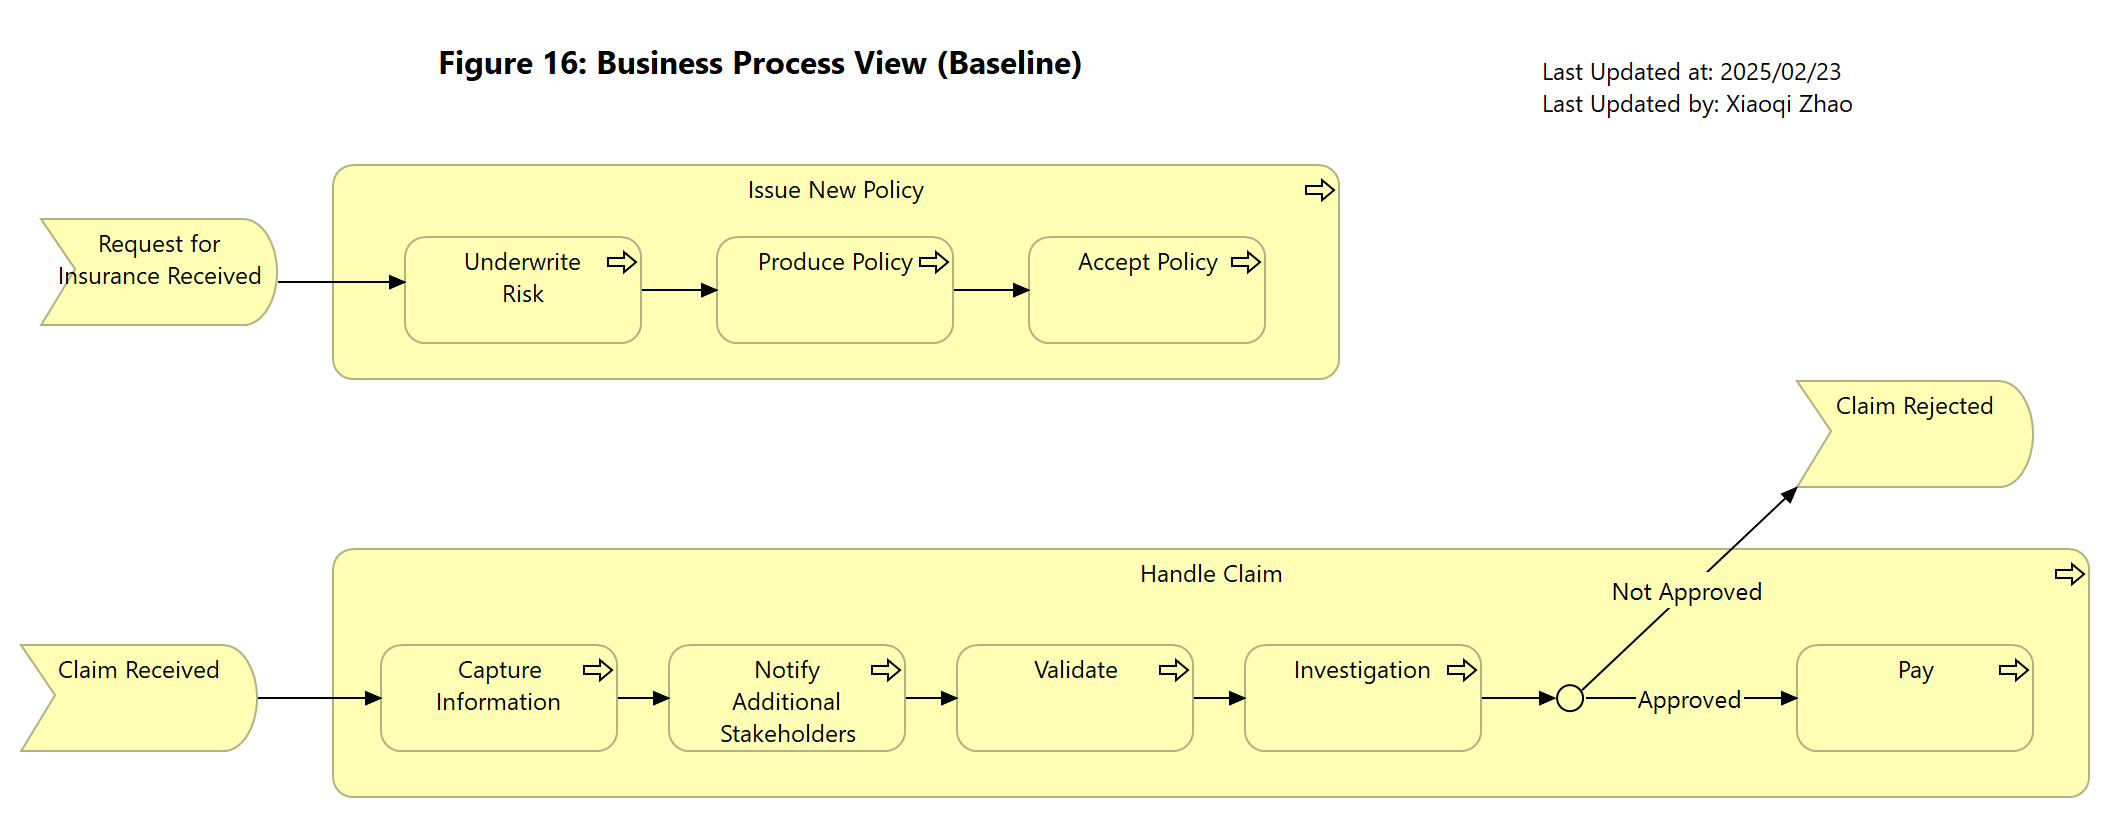 Figure 16: Business Process View (Baseline)
Last Updated at: 2025/02/23
Last Updated by: Xiaoqi Zhao
Issue New Policy
Request for
Insurance Received
Underwrite
Risk
Produce Policy
Accept Policy
Claim Rejected
Handle Claim
Not Approved
Claim Received
Capture
Information
Notify
Additional
Stakeholders
Validate
Investigation
Approved
Pay